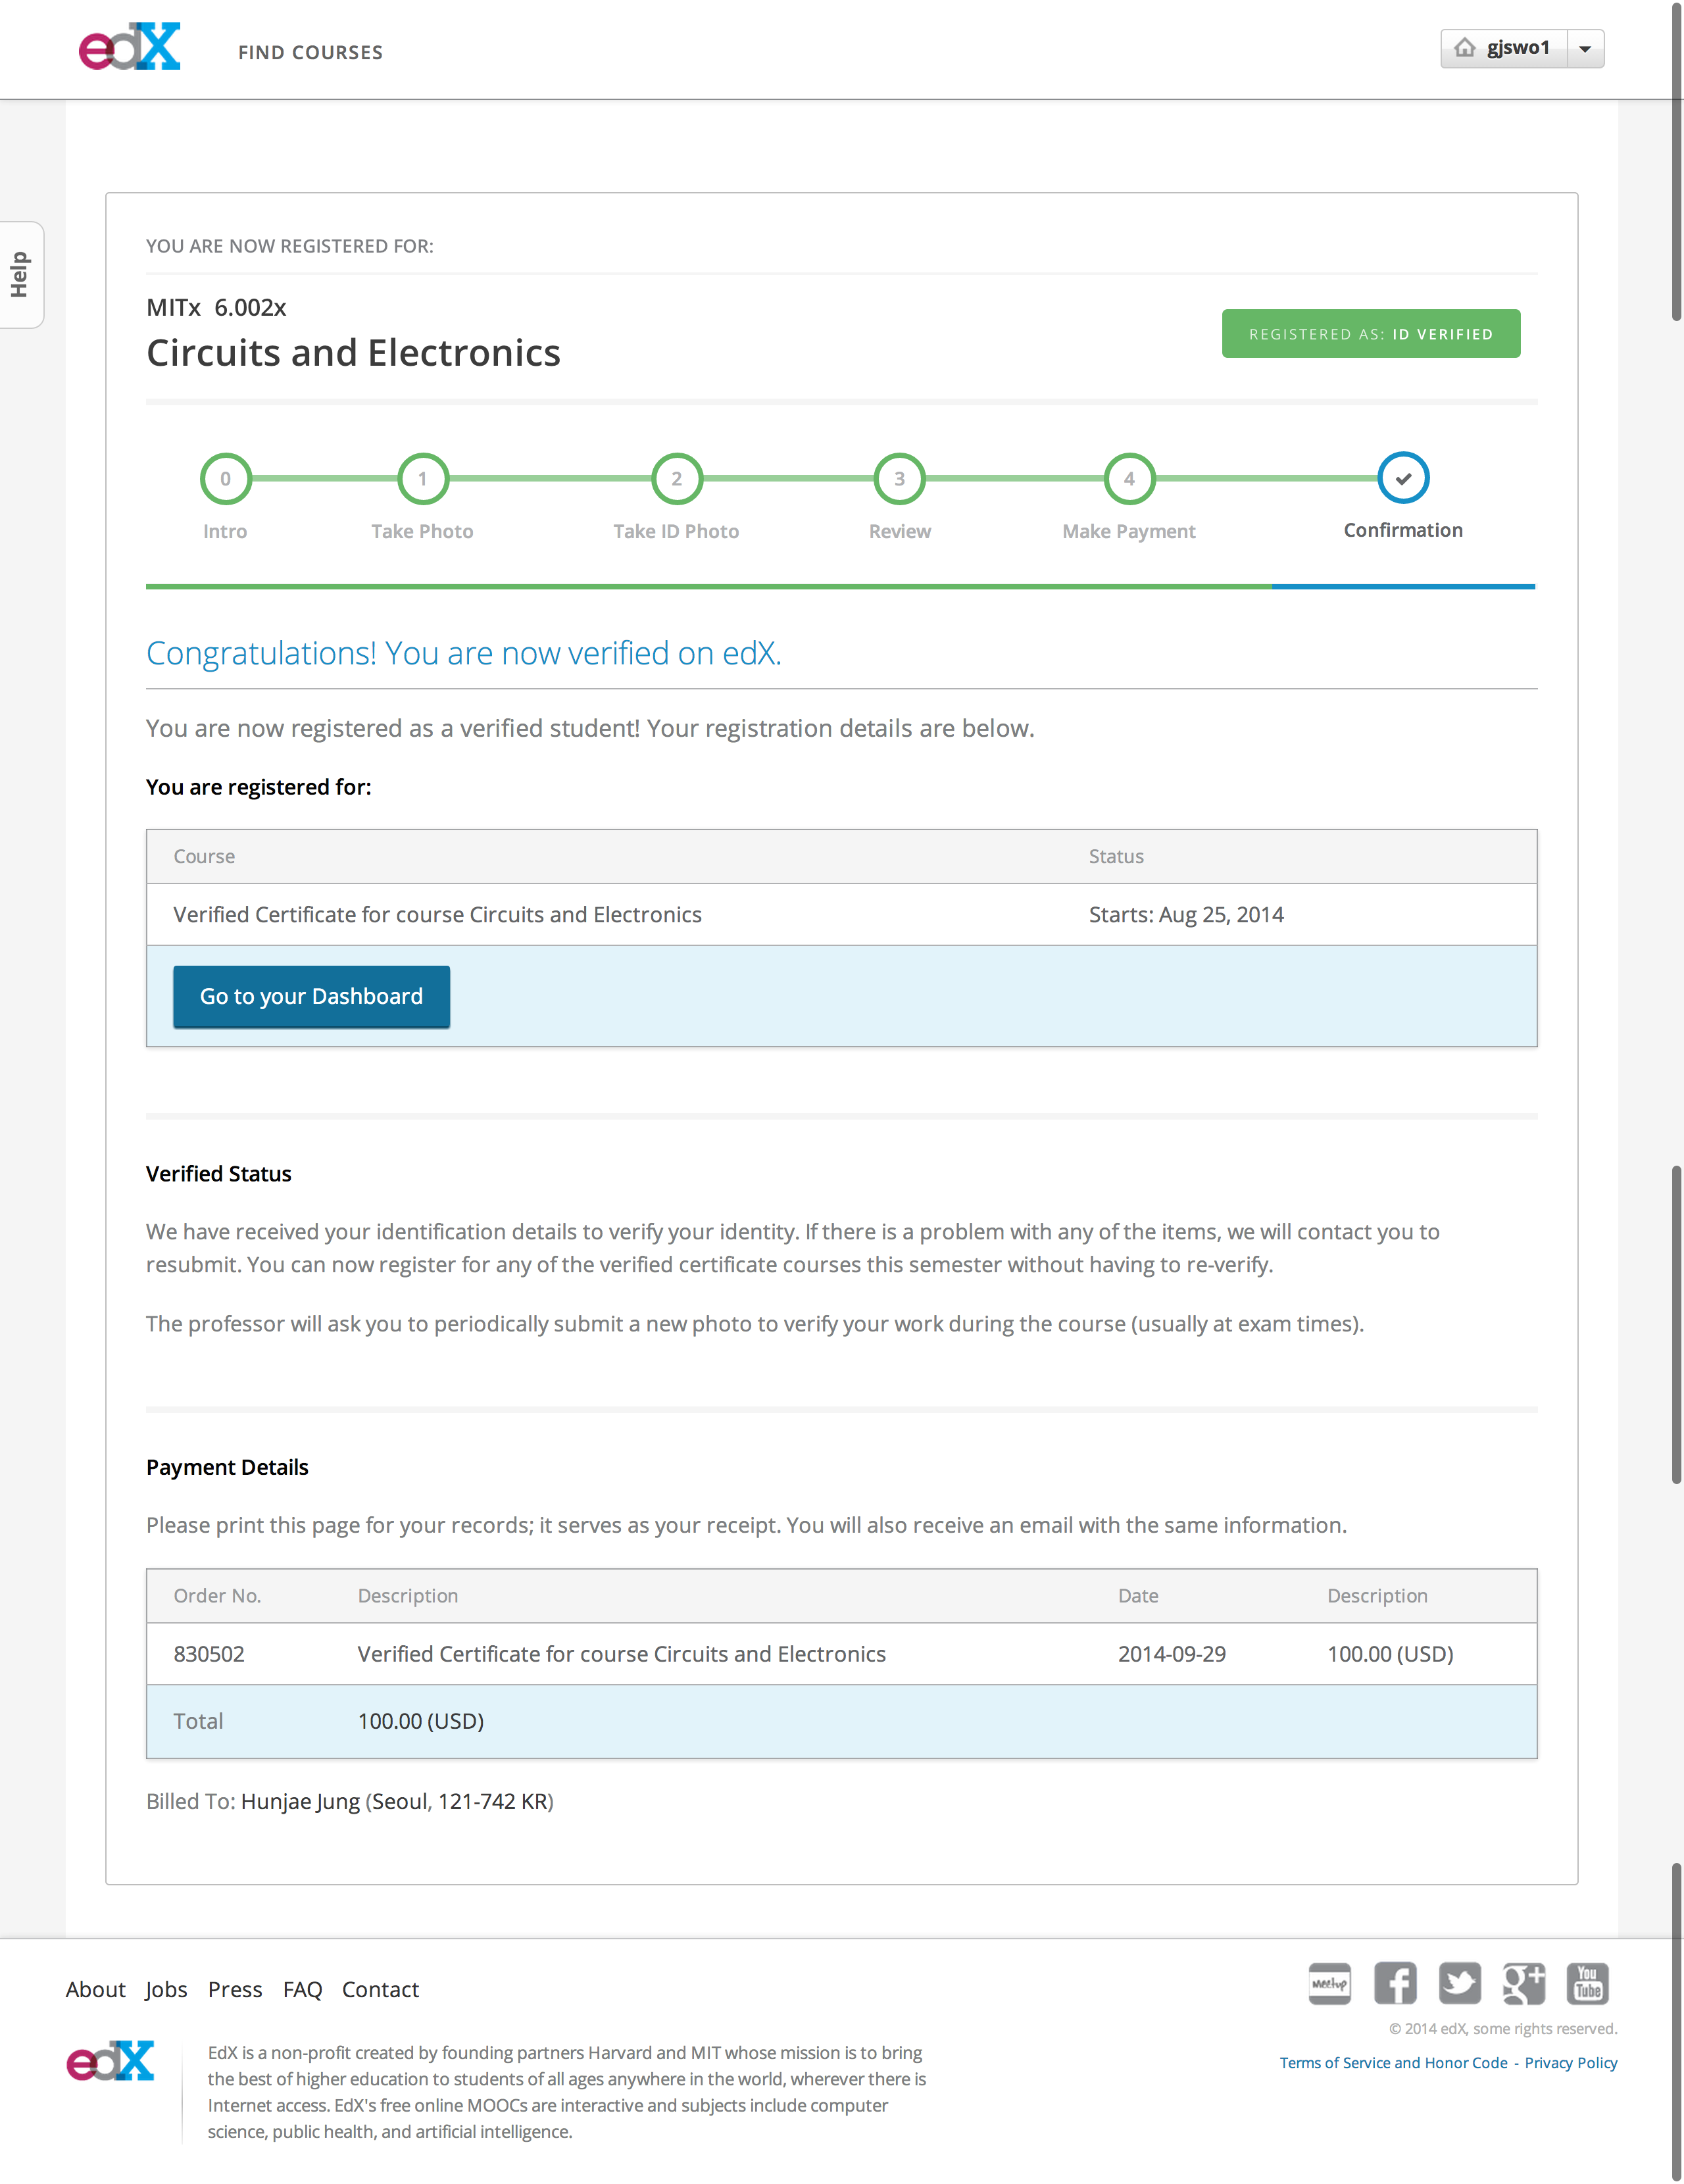 edX
FIND COURSES
gjswo1
Help
YOU ARE NOW REGISTERED FOR:
MITx 6.002x
Circuits and Electronics
REGISTERED AS: ID VERIFIED
0 1 2 3 4
Intro Take Photo Take ID Photo Review Make Payment Confirmation
Congratulations! You are now verified on edX.
You are now registered as a verified student! Your registration details are below.
You are registered for:
Course Status
Verified Certificate for course Circuits and Electronics Starts: Aug 25, 2014
Go to your Dashboard
Verified Status
We have received your identification details to verify your identity. If there is a problem with any of the items, we will contact you to
resubmit. You can now register for any of the verified certificate courses this semester without having to re-verify.
The professor will ask you to periodically submit a new photo to verify your work during the course (usually at exam times).
Payment Details
Please print this page for your records; it serves as your receipt. You will also receive an email with the same information.
Order No. Description Date Description
830502 Verified Certificate for course Circuits and Electronics 2014-09-29 100.00 (USD)
Total 100.00 (USD)
Billed To: Hunjae Jung (Seoul, 121-742 KR)
About Jobs Press FAQ Contact
Meetup f g+ You Tube
© 2014 edX, some rights reserved.
Terms of Service and Honor Code - Privacy Policy
edX
EdX is a non-profit created by founding partners Harvard and MIT whose mission is to bring
the best of higher education to students of all ages anywhere in the world, wherever there is
Internet access. EdX's free online MOOCs are interactive and subjects include computer
science, public health, and artificial intelligence.